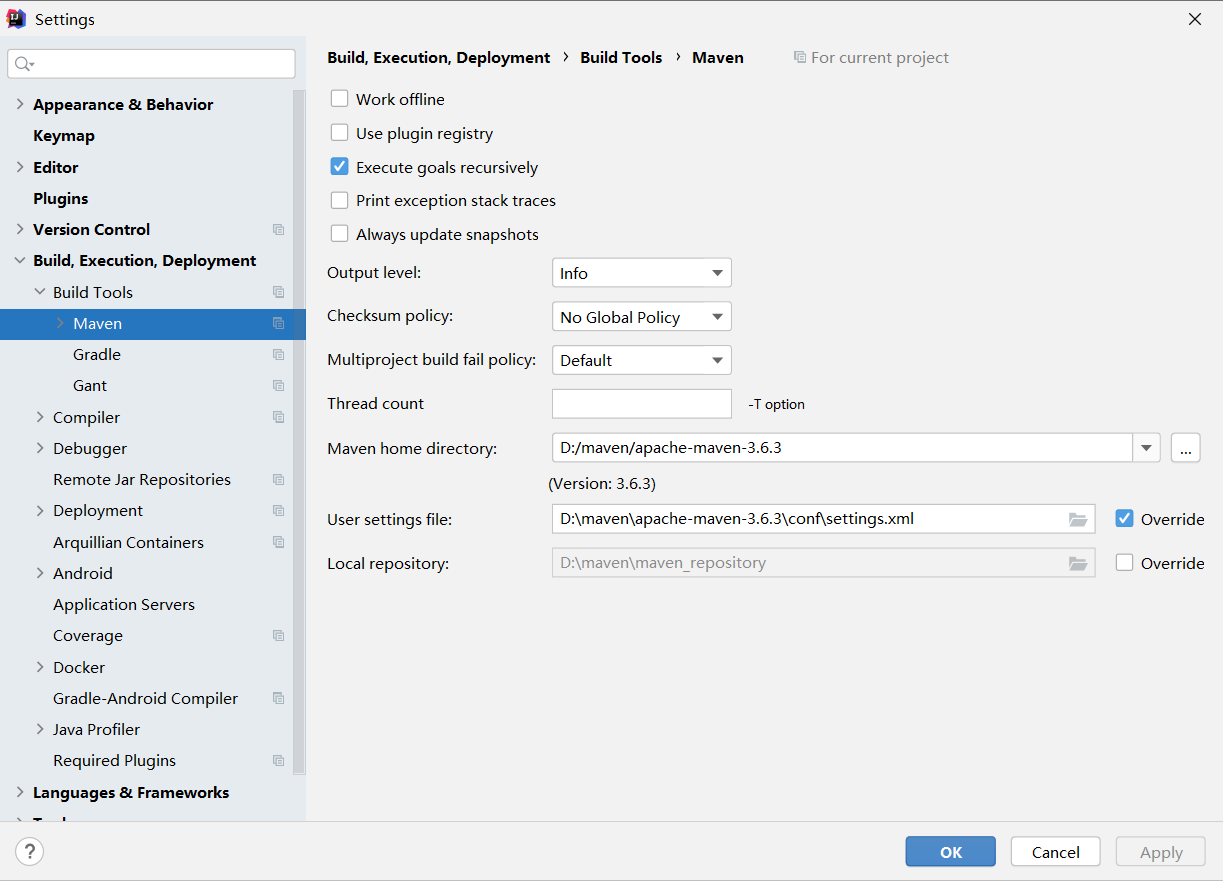 Settings
Build, Execution, Deployment › Build Tools › Maven For current project
Appearance & Behavior
Keymap
Editor
Plugins
Version Control
Build, Execution, Deployment
Build Tools
Maven
Gradle
Gant
Compiler
Debugger
Remote Jar Repositories
Deployment
Arquillian Containers
Android
Application Servers
Coverage
Docker
Gradle-Android Compiler
Java Profiler
Required Plugins
Languages & Frameworks
Work offline
Use plugin registry
Execute goals recursively
Print exception stack traces
Always update snapshots
Output level: Info
Checksum policy: No Global Policy
Multiproject build fail policy: Default
Thread count -T option
Maven home directory: D:/maven/apache-maven-3.6.3 ...
(Version: 3.6.3)
User settings file: D:\maven\apache-maven-3.6.3\conf\settings.xml Override
Local repository: D:\maven\maven_repository Override
? OK Cancel Apply